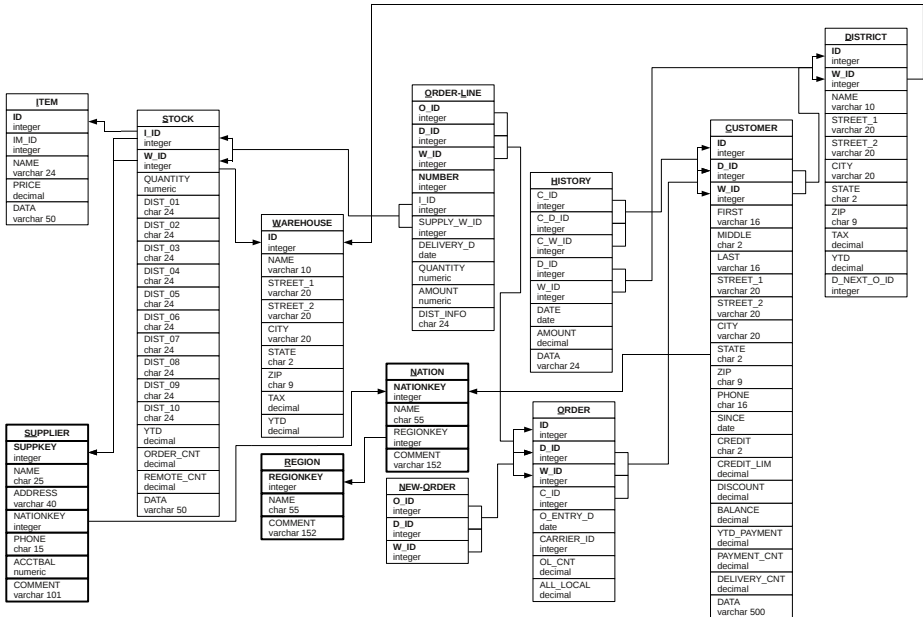 ITEM
ID
integer
IM_ID
integer
NAME
varchar 24
PRICE
decimal
DATA
varchar 50
STOCK
I_ID
integer
W_ID
integer
QUANTITY
numeric
DIST_01
char 24
DIST_02
char 24
DIST_03
char 24
DIST_04
char 24
DIST_05
char 24
DIST_06
char 24
DIST_07
char 24
DIST_08
char 24
DIST_09
char 24
DIST_10
char 24
YTD
decimal
ORDER_CNT
decimal
REMOTE_CNT
decimal
DATA
varchar 50
SUPPLIER
SUPPKEY
integer
NAME
char 25
ADDRESS
varchar 40
NATIONKEY
integer
PHONE
char 15
ACCTBAL
numeric
COMMENT
varchar 101
WAREHOUSE
ID
integer
NAME
varchar 10
STREET_1
varchar 20
STREET_2
varchar 20
CITY
varchar 20
STATE
char 2
ZIP
char 9
TAX
decimal
YTD
decimal
REGION
REGIONKEY
integer
NAME
char 55
COMMENT
varchar 152
ORDER-LINE
O_ID
integer
D_ID
integer
W_ID
integer
NUMBER
integer
I_ID
integer
SUPPLY_W_ID
integer
DELIVERY_D
date
QUANTITY
numeric
AMOUNT
numeric
DIST_INFO
char 24
NATION
NATIONKEY
integer
NAME
char 55
REGIONKEY
integer
COMMENT
varchar 152
NEW-ORDER
O_ID
integer
D_ID
integer
W_ID
integer
HISTORY
C_ID
integer
C_D_ID
integer
C_W_ID
integer
D_ID
integer
W_ID
integer
DATE
date
AMOUNT
decimal
DATA
varchar 24
ORDER
ID
integer
D_ID
integer
W_ID
integer
C_ID
integer
O_ENTRY_D
date
CARRIER_ID
integer
OL_CNT
decimal
ALL_LOCAL
decimal
CUSTOMER
ID
integer
D_ID
integer
W_ID
integer
FIRST
varchar 16
MIDDLE
char 2
LAST
varchar 16
STREET_1
varchar 20
STREET_2
varchar 20
CITY
varchar 20
STATE
char 2
ZIP
char 9
PHONE
char 16
SINCE
date
CREDIT
char 2
CREDIT_LIM
decimal
DISCOUNT
decimal
BALANCE
decimal
YTD_PAYMENT
decimal
PAYMENT_CNT
decimal
DELIVERY_CNT
decimal
DATA
varchar 500
DISTRICT
ID
integer
W_ID
integer
NAME
varchar 10
STREET_1
varchar 20
STREET_2
varchar 20
CITY
varchar 20
STATE
char 2
ZIP
char 9
TAX
decimal
YTD
decimal
D_NEXT_O_ID
integer